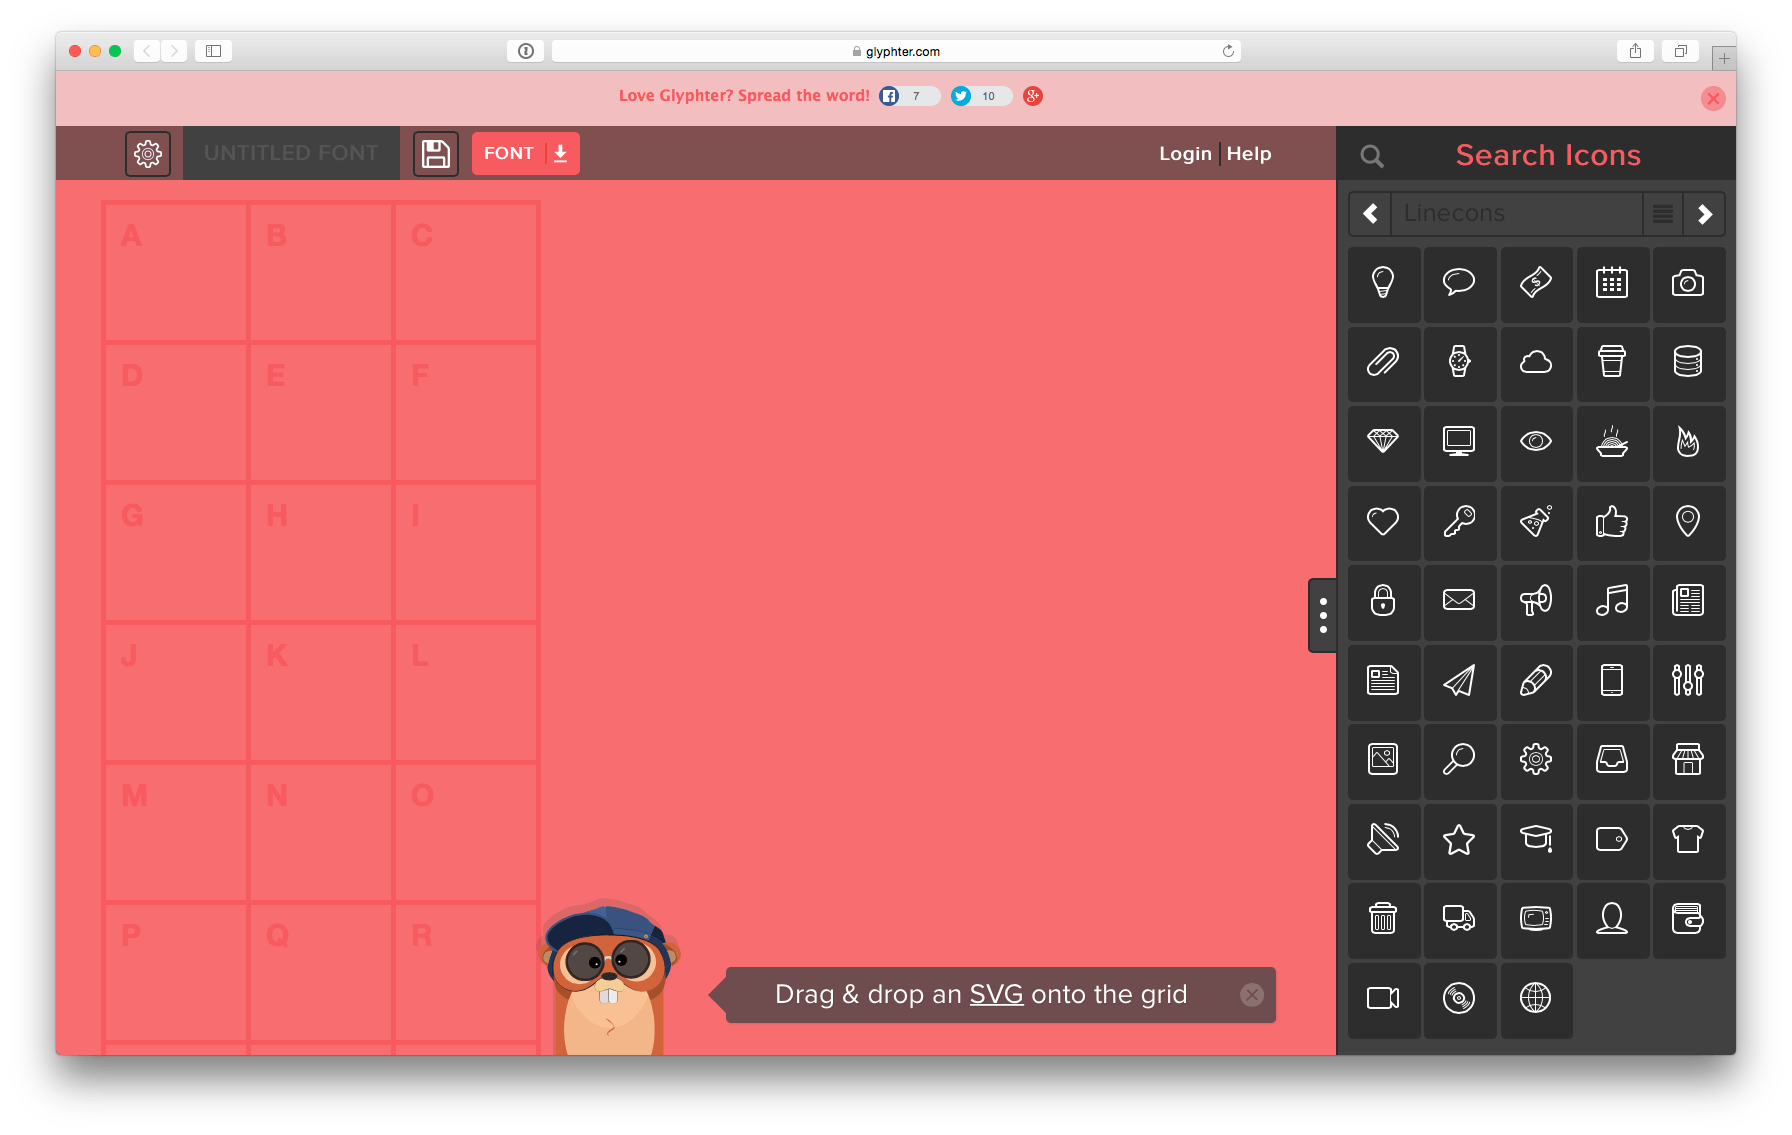 glyphter.com
Love Glyphter? Spread the word! 7 10
UNTITLED FONT
FONT
Login Help
Search Icons
Linecons
A B C
D E F
G H I
J K L
M N O
P Q R
Drag & drop an SVG onto the grid